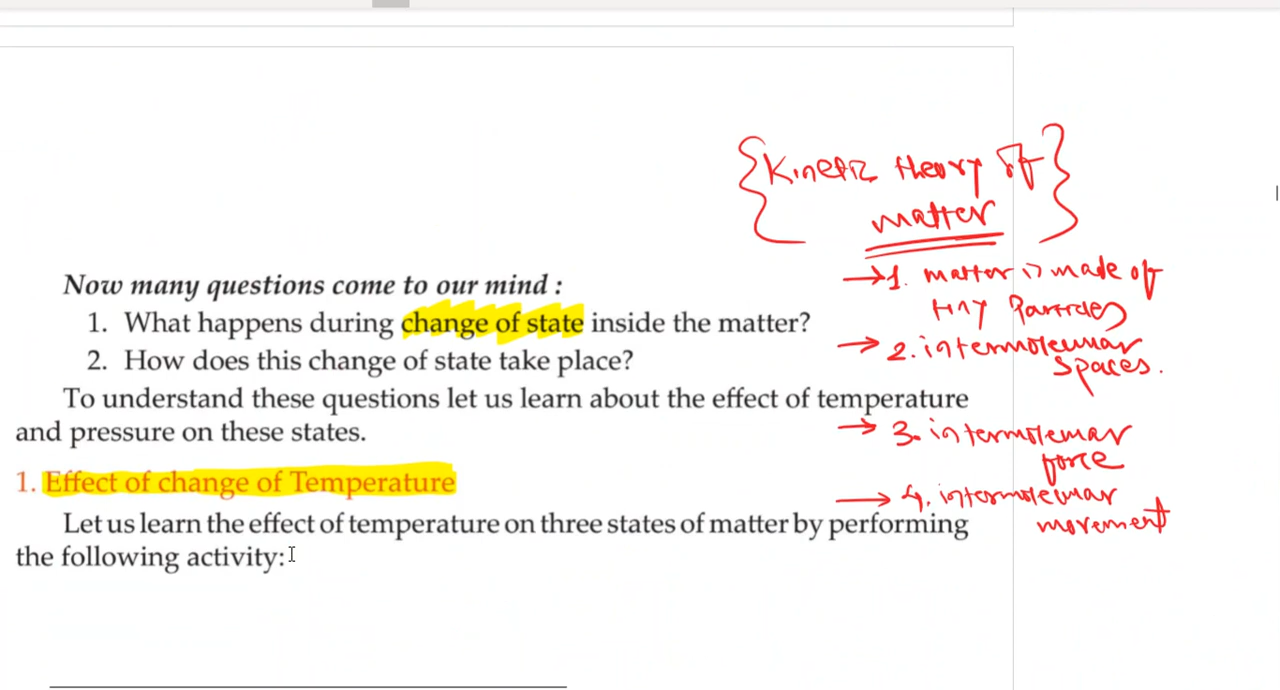 {Kinetic theory of}
matter
Now many questions come to our mind :
1. What happens during change of state inside the matter?
2. How does this change of state take place?
To understand these questions let us learn about the effect of temperature
and pressure on these states.
1. Effect of change of Temperature
Let us learn the effect of temperature on three states of matter by performing
the following activity:
→1. matter is made of
tiny Particles
→ 2. intermolecular
Spaces.
→ 3. intermolecular
force
→ 4. intermolecular
movement